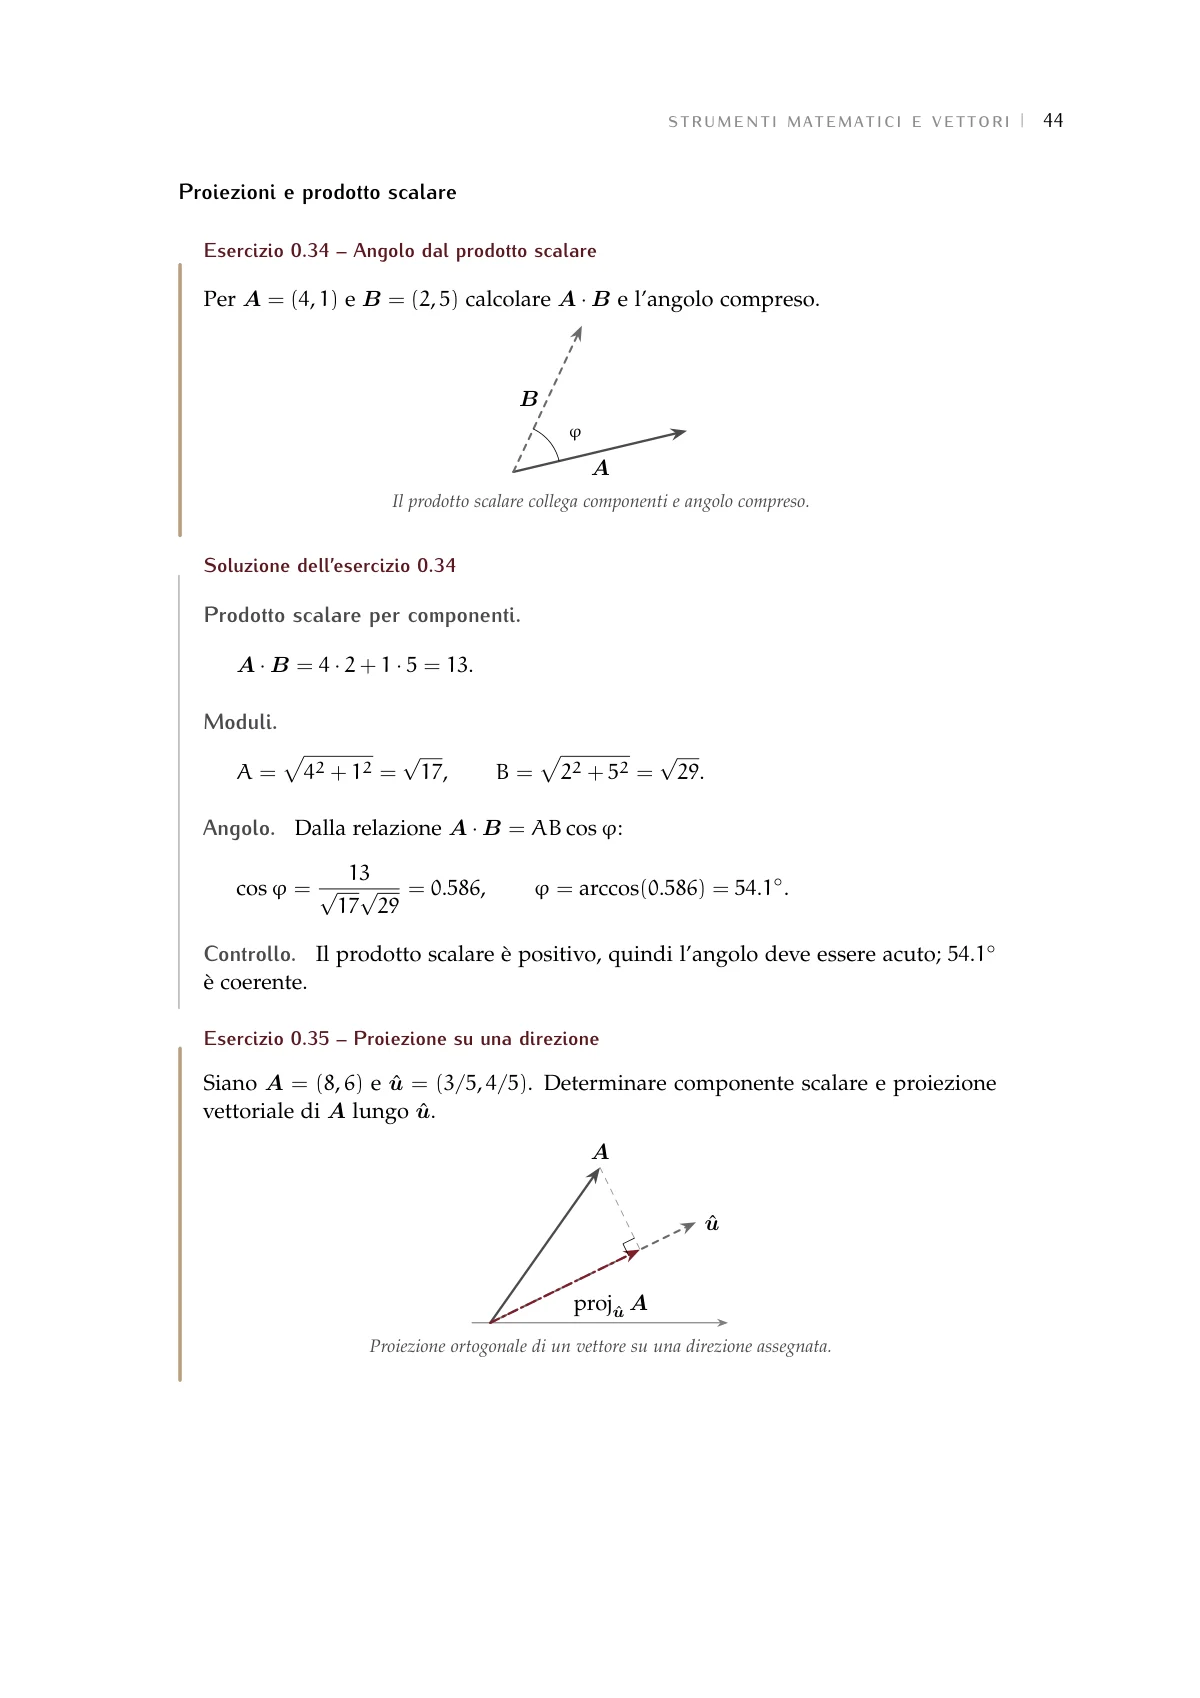 STRUMENTI MATEMATICI E VETTORI | 44
Proiezioni e prodotto scalare
Esercizio 0.34 – Angolo dal prodotto scalare
Per A = (4, 1) e B = (2, 5) calcolare A · B e l'angolo compreso.
B
φ
A
Il prodotto scalare collega componenti e angolo compreso.
Soluzione dell'esercizio 0.34
Prodotto scalare per componenti.
A · B = 4 · 2 + 1 · 5 = 13.
Moduli.
A = √(4² + 1²) = √17, B = √(2² + 5²) = √29.
Angolo. Dalla relazione A · B = AB cos φ:
cos φ = 13 / (√17√29) = 0.586, φ = arccos(0.586) = 54.1°.
Controllo. Il prodotto scalare è positivo, quindi l'angolo deve essere acuto; 54.1°
è coerente.
Esercizio 0.35 – Proiezione su una direzione
Siano A = (8, 6) e û = (3/5, 4/5). Determinare componente scalare e proiezione
vettoriale di A lungo û.
A
û
proj_û A
Proiezione ortogonale di un vettore su una direzione assegnata.